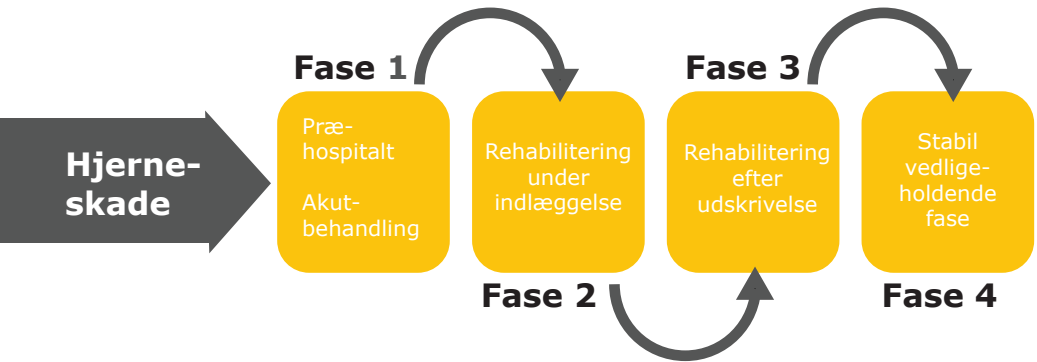 Hjerne-
skade
Fase 1
Præ-
hospitalt
Akut-
behandling
Rehabilitering
under
indlæggelse
Fase 2
Fase 3
Rehabilitering
efter
udskrivelse
Stabil
vedlige-
holdende
fase
Fase 4